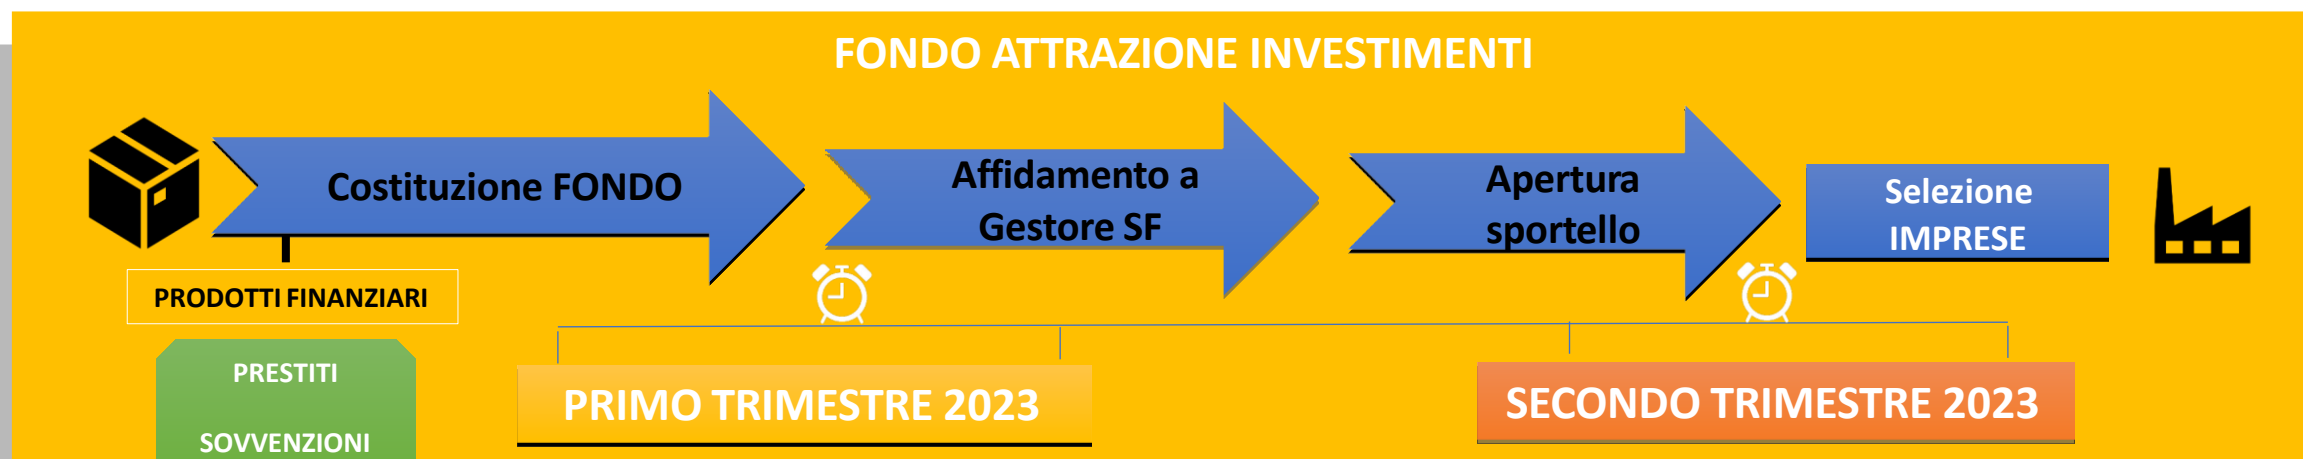 FONDO ATTRAZIONE INVESTIMENTI
Costituzione FONDO
Affidamento a
Gestore SF
Apertura
sportello
Selezione
IMPRESE
PRODOTTI FINANZIARI
PRESTITI
SOVVENZIONI
PRIMO TRIMESTRE 2023
SECONDO TRIMESTRE 2023